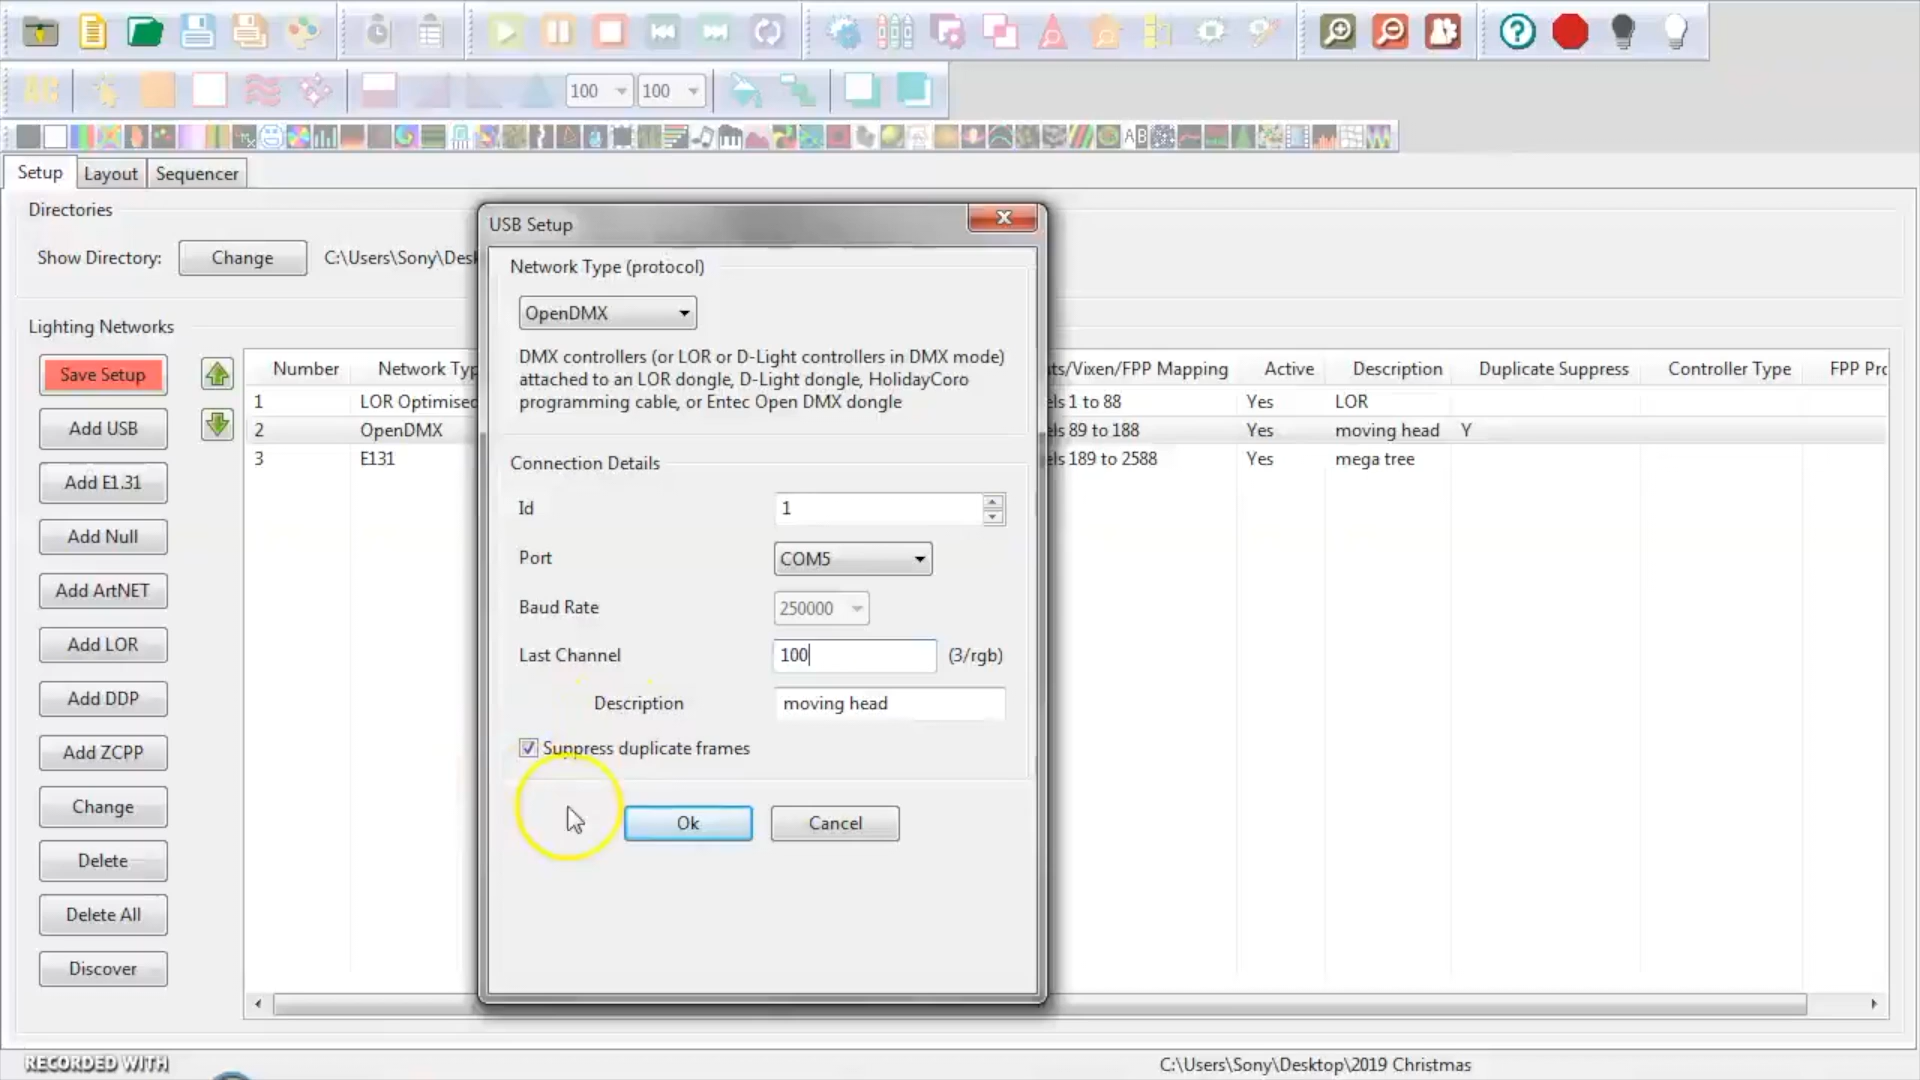 AC 100 100
AB
Setup Layout Sequencer
Directories
Show Directory: Change C:\Users\Sony\Desk
Lighting Networks
Save Setup
Add USB
Add E1.31
Add Null
Add ArtNET
Add LOR
Add DDP
Add ZCPP
Change
Delete
Delete All
Discover
Number Network Typ ts/Vixen/FPP Mapping Active Description Duplicate Suppress Controller Type FPP Prc
1 LOR Optimised els 1 to 88 Yes LOR
2 OpenDMX els 89 to 188 Yes moving head Y
3 E131 els 189 to 2588 Yes mega tree
USB Setup
Network Type (protocol)
OpenDMX
DMX controllers (or LOR or D-Light controllers in DMX mode)
attached to an LOR dongle, D-Light dongle, HolidayCoro
programming cable, or Entec Open DMX dongle
Connection Details
Id 1
Port COM5
Baud Rate 250000
Last Channel 100 (3/rgb)
Description moving head
Suppress duplicate frames
Ok Cancel
RECORDED WITH
C:\Users\Sony\Desktop\2019 Christmas